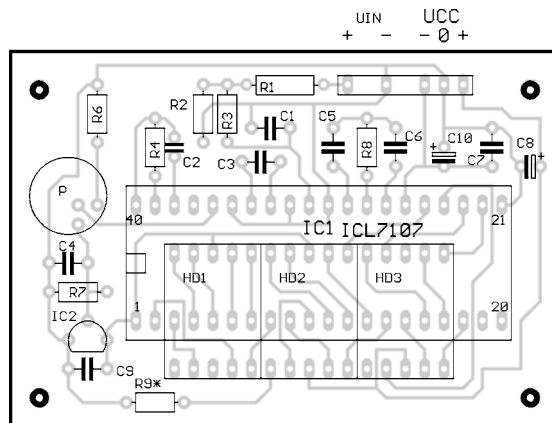 UIN UCC
+ - - 0 +
R6 R2 R3 R1
C1 C5 C6 C10 + C8 +
R4 C2 C3 R8 C7
P
40 IC1 ICL7107 21
C4 HD1 HD2 HD3
R7
IC2 1 20
C9
R9*